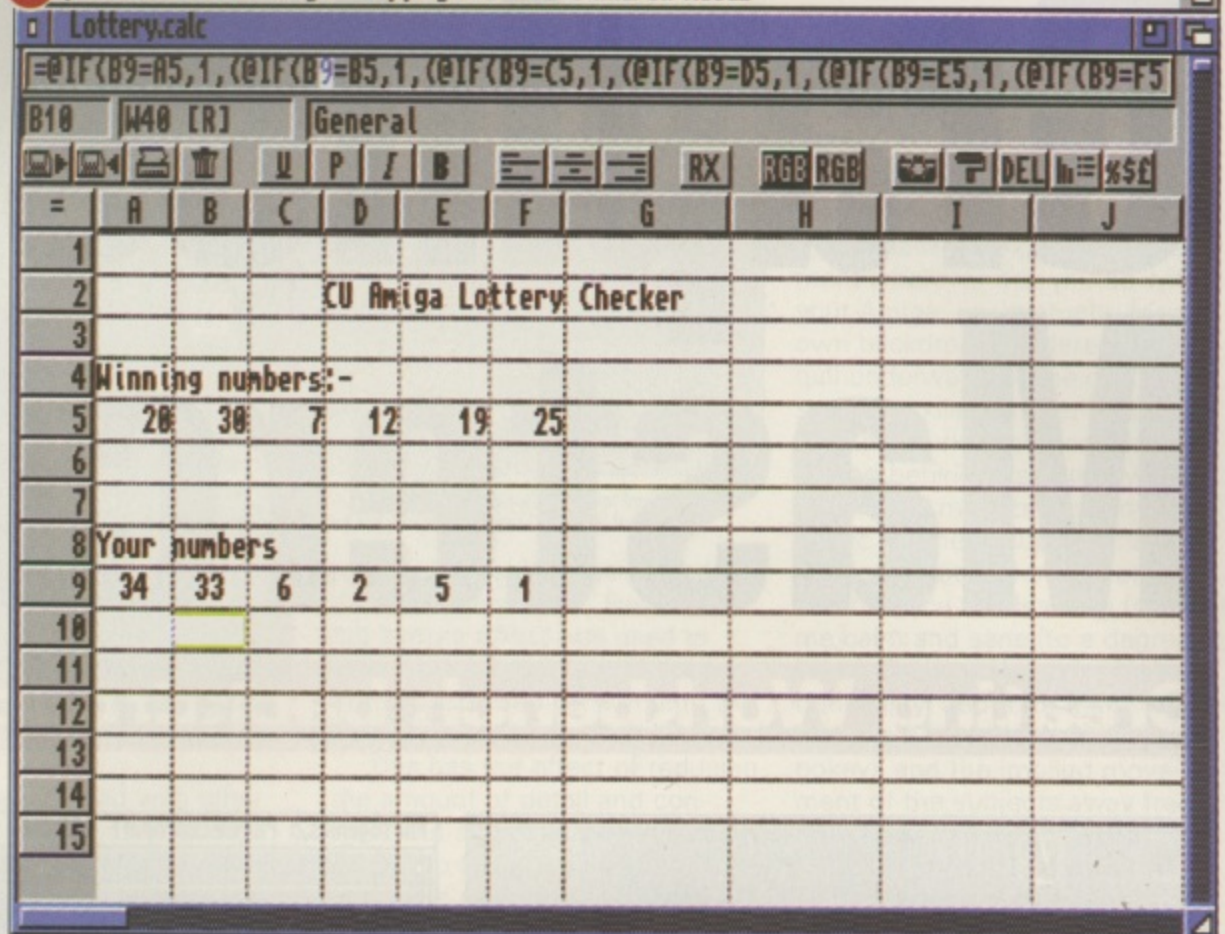 Lottery.calc
=@IF(B9=A5,1,(@IF(B9=B5,1,(@IF(B9=C5,1,(@IF(B9=D5,1,(@IF(B9=E5,1,(@IF(B9=F5
B10 W40 [R] General
U P I B RX RGB RGB DEL %$£
= A B C D E F G H I J
1
2 CU Amiga Lottery Checker
3
4 Winning numbers:-
5 20 30 7 12 19 25
6
7
8 Your numbers
9 34 33 6 2 5 1
10
11
12
13
14
15